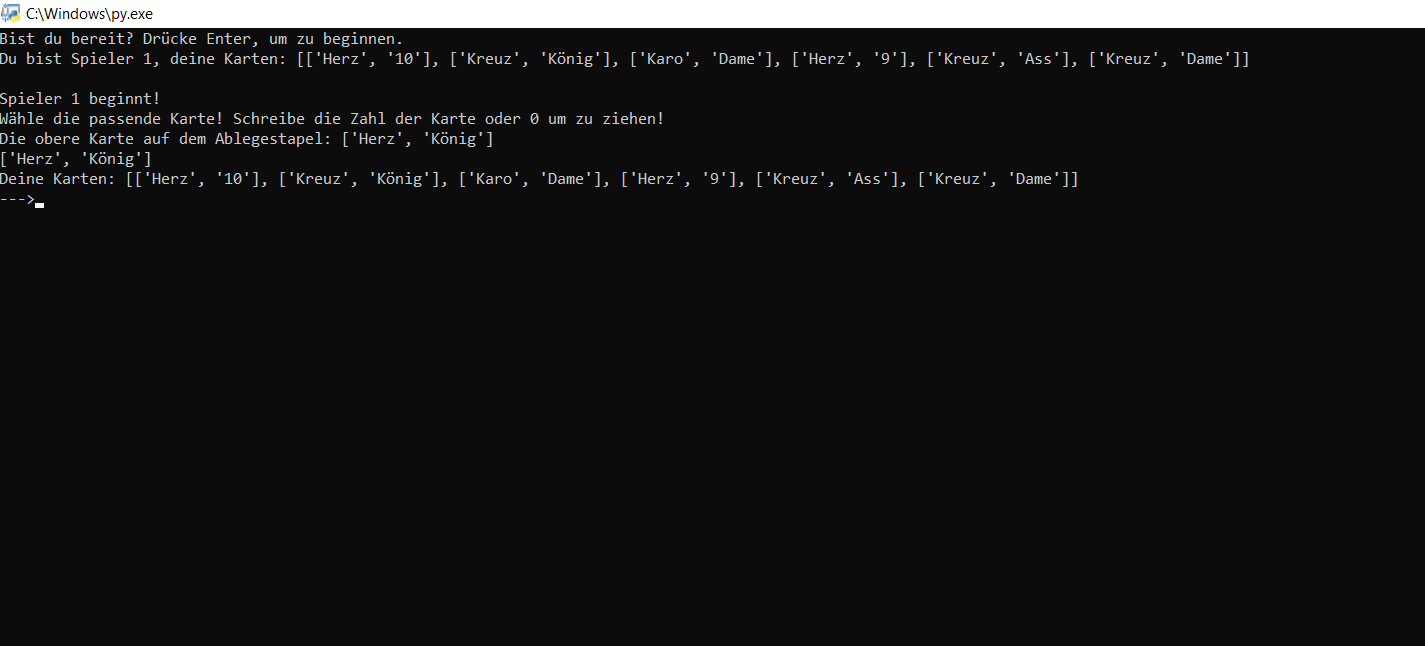 C:\Windows\py.exe
Bist du bereit? Drücke Enter, um zu beginnen.
Du bist Spieler 1, deine Karten: [['Herz', '10'], ['Kreuz', 'König'], ['Karo', 'Dame'], ['Herz', '9'], ['Kreuz', 'Ass'], ['Kreuz', 'Dame']]
Spieler 1 beginnt!
Wähle die passende Karte! Schreibe die Zahl der Karte oder 0 um zu ziehen!
Die obere Karte auf dem Ablegestapel: ['Herz', 'König']
['Herz', 'König']
Deine Karten: [['Herz', '10'], ['Kreuz', 'König'], ['Karo', 'Dame'], ['Herz', '9'], ['Kreuz', 'Ass'], ['Kreuz', 'Dame']]
--->